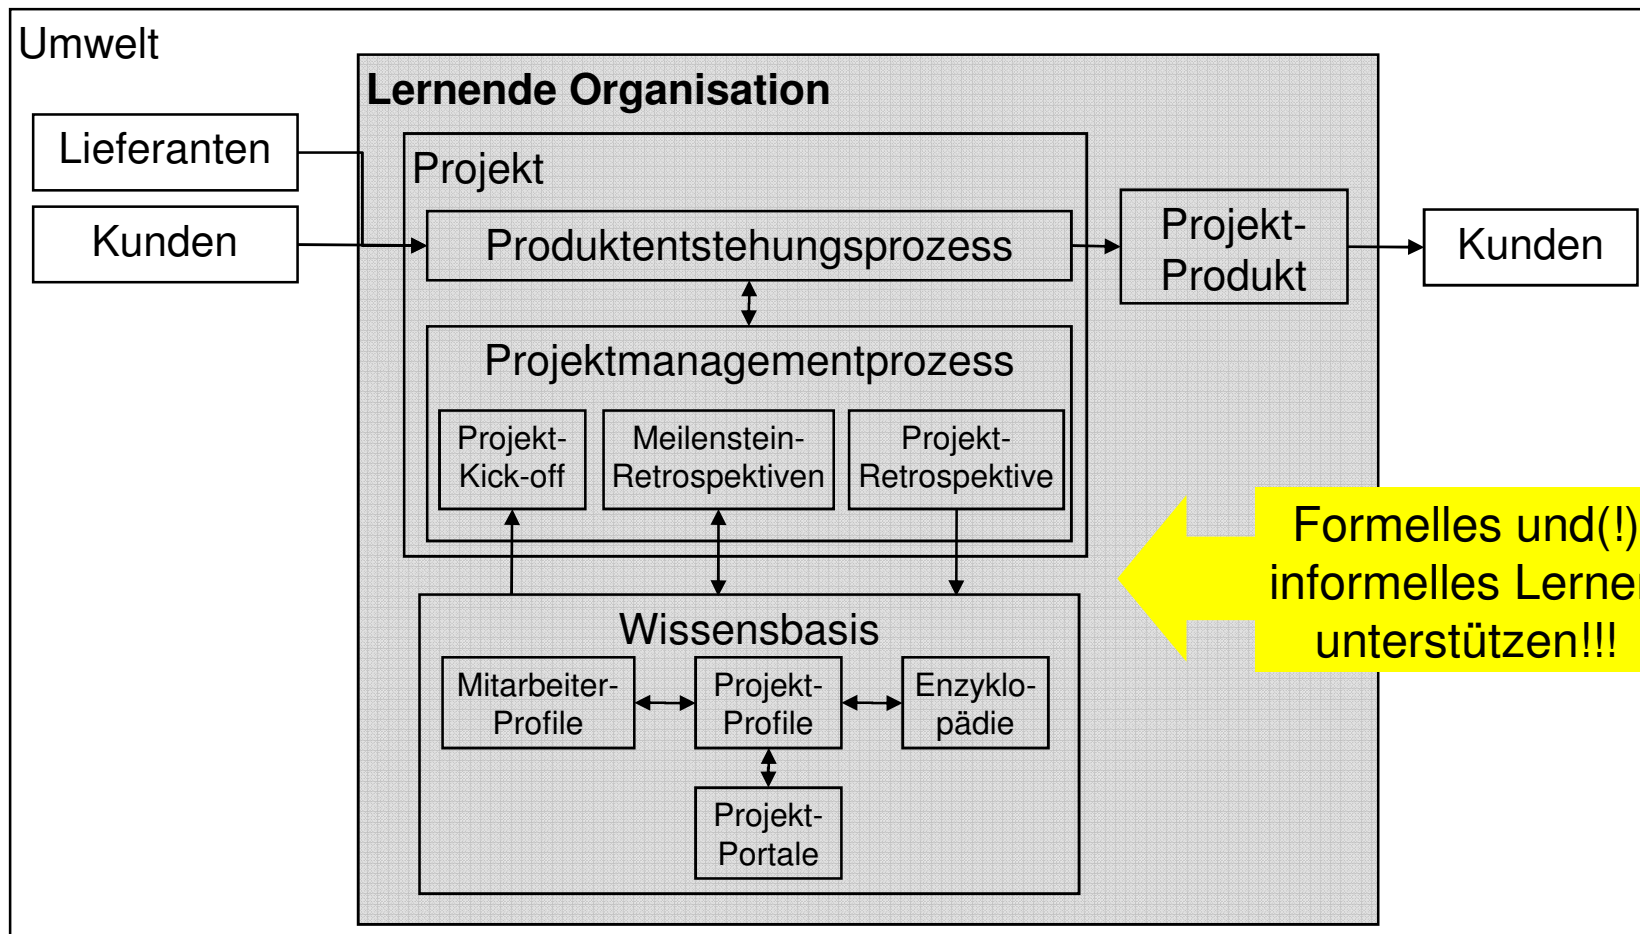 Umwelt
Lernende Organisation
Lieferanten
Kunden
Projekt
Produktentstehungsprozess
Projekt-
Produkt
Kunden
Projektmanagementprozess
Projekt-
Kick-off
Meilenstein-
Retrospektiven
Projekt-
Retrospektive
Formelles und(!)
informelles Lernen
unterstützen!!!
Wissensbasis
Mitarbeiter-
Profile
Projekt-
Profile
Enzyklo-
pädie
Projekt-
Portale